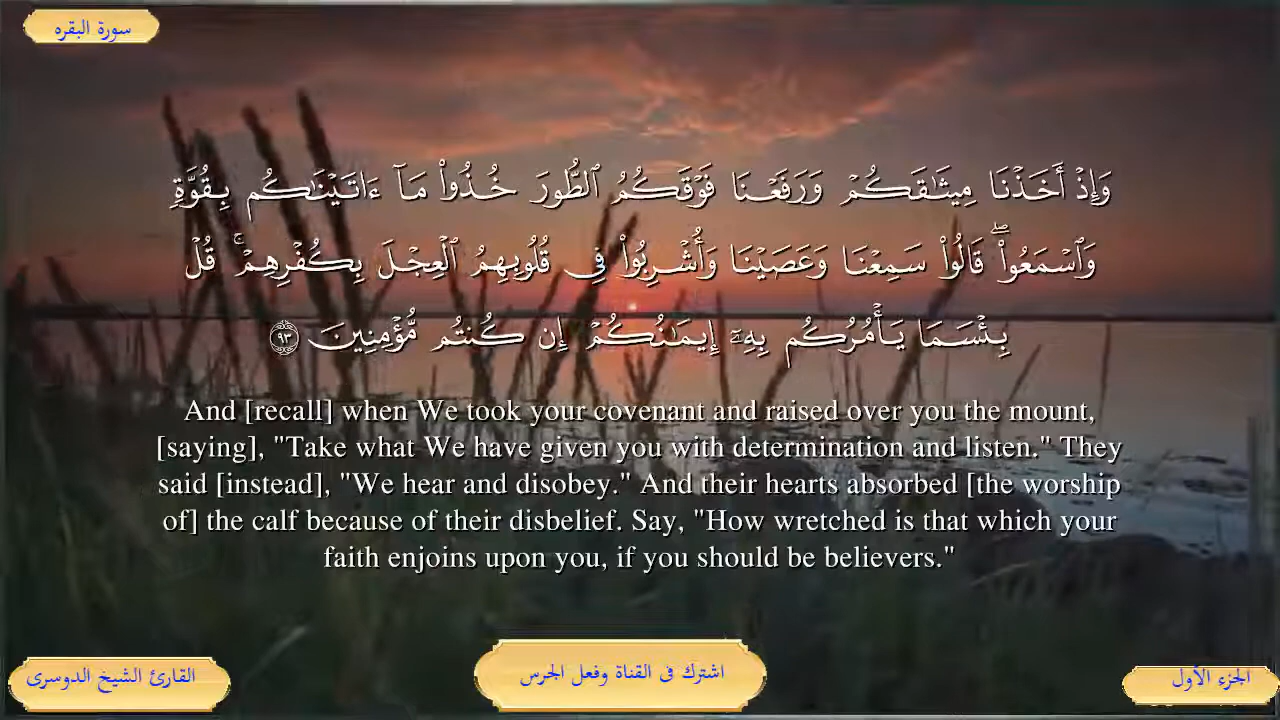 سورة البقره
وَإِذْ أَخَذْنَا مِيثَٰقَكُمْ وَرَفَعْنَا فَوْقَكُمُ ٱلطُّورَ خُذُوا۟ مَآ ءَاتَيْنَٰكُم بِقُوَّةٍ
وَٱسْمَعُوا۟ ۖ قَالُوا۟ سَمِعْنَا وَعَصَيْنَا وَأُشْرِبُوا۟ فِى قُلُوبِهِمُ ٱلْعِجْلَ بِكُفْرِهِمْ ۚ قُلْ
بِئْسَمَا يَأْمُرُكُم بِهِۦٓ إِيمَٰنُكُمْ إِن كُنتُم مُّؤْمِنِينَ ٩٣
And [recall] when We took your covenant and raised over you the mount,
[saying], "Take what We have given you with determination and listen." They
said [instead], "We hear and disobey." And their hearts absorbed [the worship
of] the calf because of their disbelief. Say, "How wretched is that which your
faith enjoins upon you, if you should be believers."
الجزء الأول
اشترك فى القناة وفعل الجرس
القارئ الشيخ الدوسرى